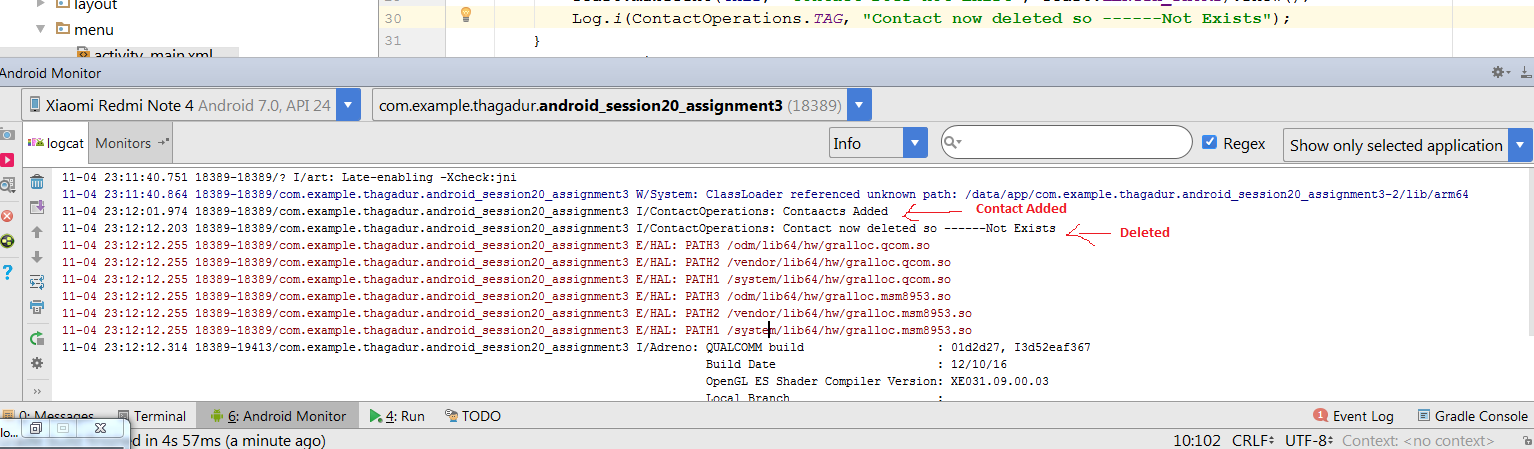 layout
30 Log.i(ContactOperations.TAG, "Contact now deleted so ------Not Exists");
menu
31 }
activity_main.xml
Android Monitor
Xiaomi Redmi Note 4 Android 7.0, API 24 com.example.thagadur.android_session20_assignment3 (18389)
logcat Monitors Info Regex Show only selected application
11-04 23:11:40.751 18389-18389/? I/art: Late-enabling -Xcheck:jni
11-04 23:11:40.864 18389-18389/com.example.thagadur.android_session20_assignment3 W/System: ClassLoader referenced unknown path: /data/app/com.example.thagadur.android_session20_assignment3-2/lib/arm64
11-04 23:12:01.974 18389-18389/com.example.thagadur.android_session20_assignment3 I/ContactOperations: Contaacts Added Contact Added
11-04 23:12:12.203 18389-18389/com.example.thagadur.android_session20_assignment3 I/ContactOperations: Contact now deleted so ------Not Exists Deleted
11-04 23:12:12.255 18389-18389/com.example.thagadur.android_session20_assignment3 E/HAL: PATH3 /odm/lib64/hw/gralloc.qcom.so
11-04 23:12:12.255 18389-18389/com.example.thagadur.android_session20_assignment3 E/HAL: PATH2 /vendor/lib64/hw/gralloc.qcom.so
11-04 23:12:12.255 18389-18389/com.example.thagadur.android_session20_assignment3 E/HAL: PATH1 /system/lib64/hw/gralloc.qcom.so
11-04 23:12:12.255 18389-18389/com.example.thagadur.android_session20_assignment3 E/HAL: PATH3 /odm/lib64/hw/gralloc.msm8953.so
11-04 23:12:12.255 18389-18389/com.example.thagadur.android_session20_assignment3 E/HAL: PATH2 /vendor/lib64/hw/gralloc.msm8953.so
11-04 23:12:12.255 18389-18389/com.example.thagadur.android_session20_assignment3 E/HAL: PATH1 /system/lib64/hw/gralloc.msm8953.so
11-04 23:12:12.314 18389-19413/com.example.thagadur.android_session20_assignment3 I/Adreno: QUALCOMM build : 01d2d27, I3d52eaf367
Build Date : 12/10/16
OpenGL ES Shader Compiler Version: XE031.09.00.03
Local Branch :
0: Messages Terminal 6: Android Monitor 4: Run TODO 1 Event Log Gradle Console
lo... in 4s 57ms (a minute ago) 10:102 CRLF UTF-8 Context: <no context>